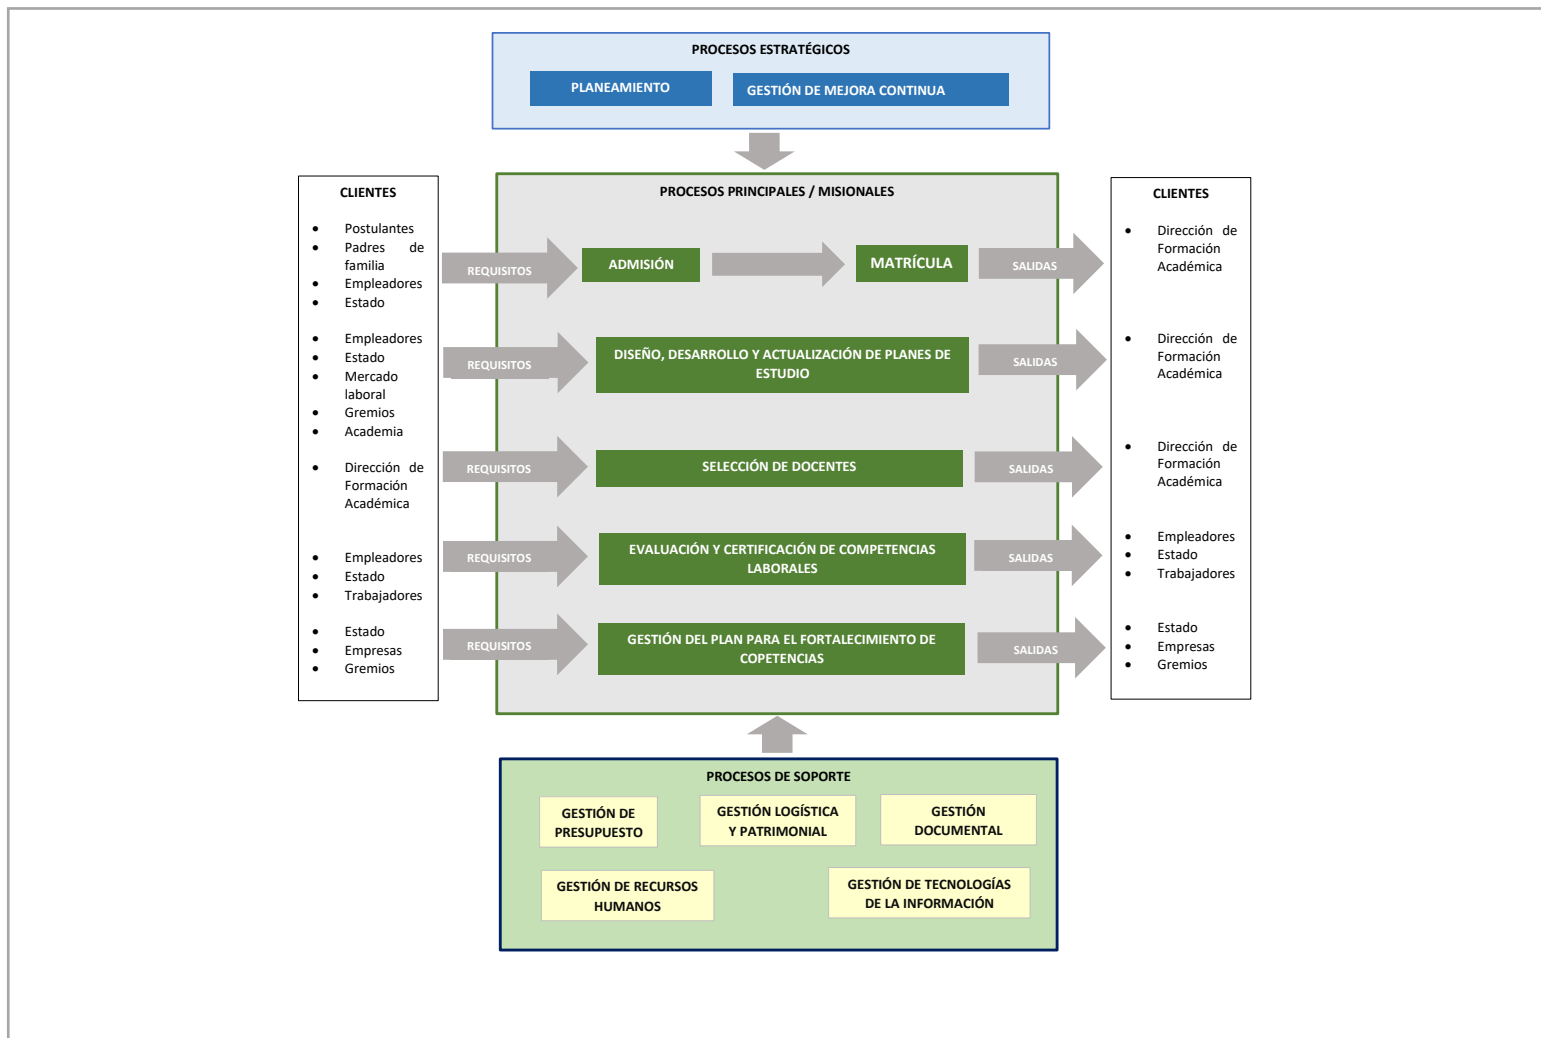 PROCESOS ESTRATÉGICOS
PLANEAMIENTO
GESTIÓN DE MEJORA CONTINUA
CLIENTES
• Postulantes
• Padres de
familia
• Empleadores
• Estado
• Empleadores
• Estado
• Mercado
laboral
• Gremios
• Academia
• Dirección de
Formación
Académica
• Empleadores
• Estado
• Trabajadores
• Estado
• Empresas
• Gremios
PROCESOS PRINCIPALES / MISIONALES
REQUISITOS
ADMISIÓN
MATRÍCULA
SALIDAS
REQUISITOS
DISEÑO, DESARROLLO Y ACTUALIZACIÓN DE PLANES DE
ESTUDIO
SALIDAS
REQUISITOS
SELECCIÓN DE DOCENTES
SALIDAS
REQUISITOS
EVALUACIÓN Y CERTIFICACIÓN DE COMPETENCIAS
LABORALES
SALIDAS
REQUISITOS
GESTIÓN DEL PLAN PARA EL FORTALECIMIENTO DE
COPETENCIAS
SALIDAS
CLIENTES
• Dirección de
Formación
Académica
• Dirección de
Formación
Académica
• Dirección de
Formación
Académica
• Empleadores
• Estado
• Trabajadores
• Estado
• Empresas
• Gremios
PROCESOS DE SOPORTE
GESTIÓN DE
PRESUPUESTO
GESTIÓN LOGÍSTICA
Y PATRIMONIAL
GESTIÓN
DOCUMENTAL
GESTIÓN DE RECURSOS
HUMANOS
GESTIÓN DE TECNOLOGÍAS
DE LA INFORMACIÓN